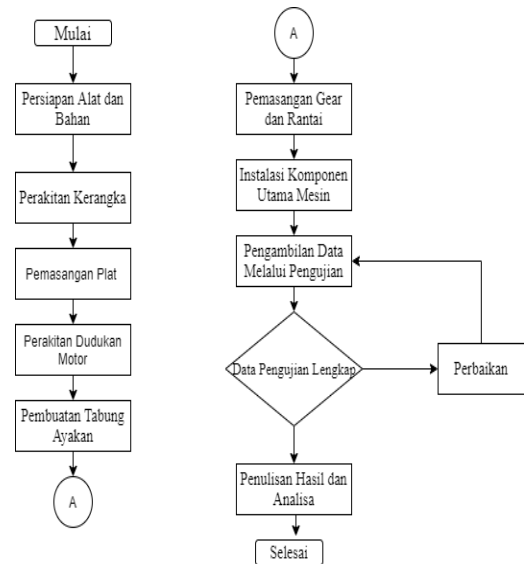 Mulai
Persiapan Alat dan
Bahan
Perakitan Kerangka
Pemasangan Plat
Perakitan Dudukan
Motor
Pembuatan Tabung
Ayakan
A
A
Pemasangan Gear
dan Rantai
Instalasi Komponen
Utama Mesin
Pengambilan Data
Melalui Pengujian
Data Pengujian Lengkap
Perbaikan
Penulisan Hasil dan
Analisa
Selesai